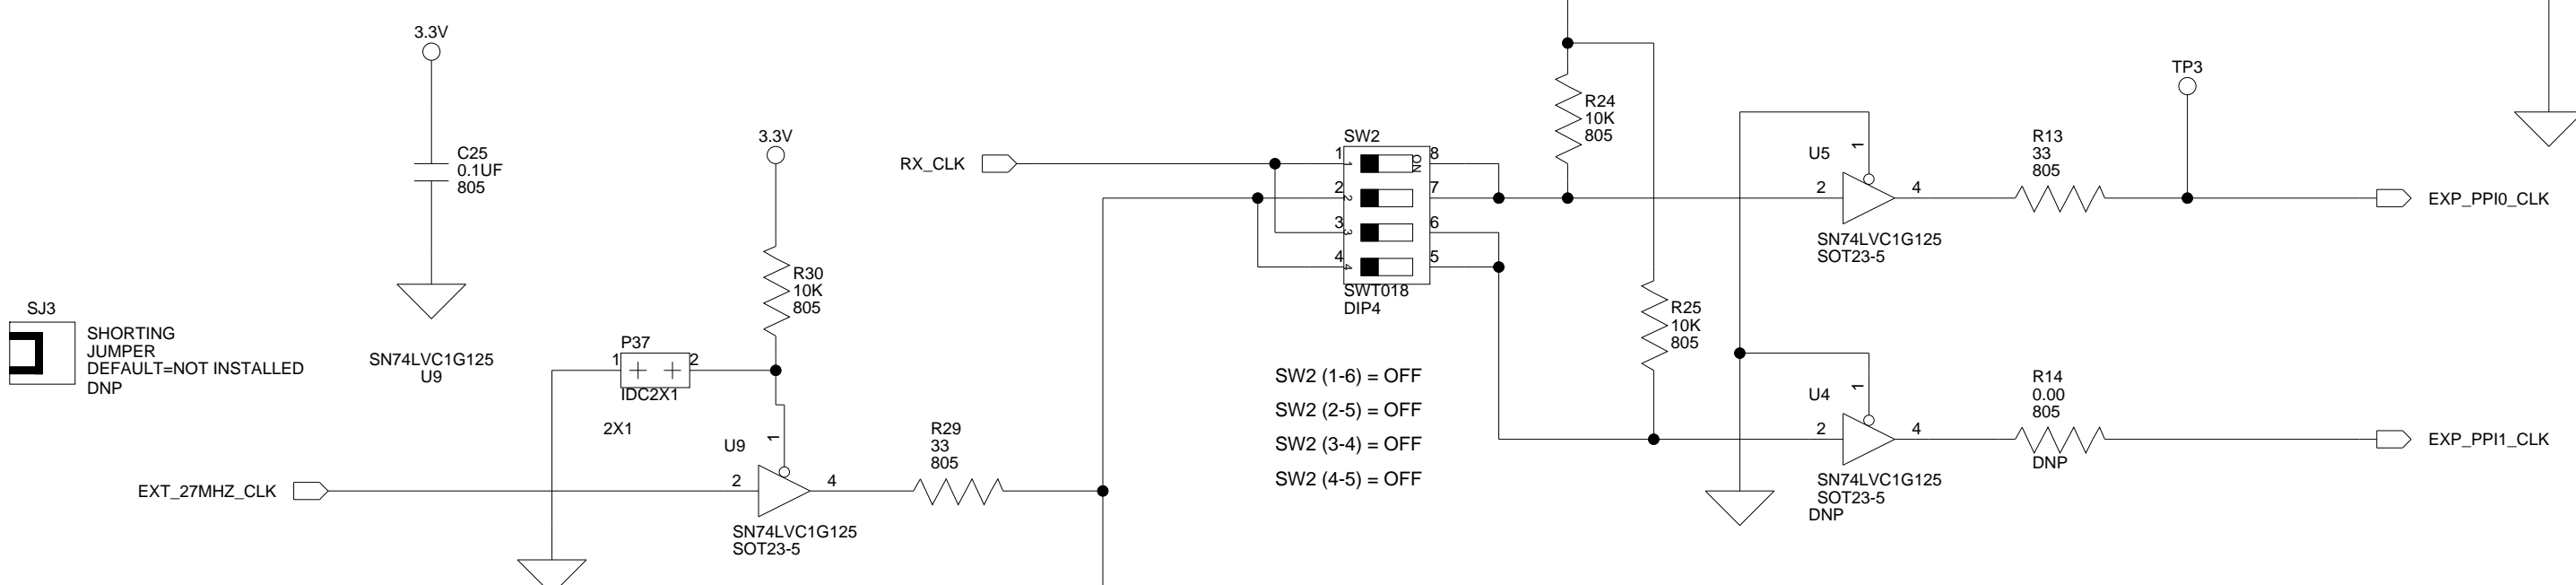 3.3V
C25
0.1UF
805
SN74LVC1G125
U9
SJ3
SHORTING
JUMPER
DEFAULT=NOT INSTALLED
DNP
3.3V
R30
10K
805
P37
1
2
IDC2X1
2X1
U9
1
2
4
SN74LVC1G125
SOT23-5
EXT_27MHZ_CLK
R29
33
805
RX_CLK
SW2
1
2
3
4
1
2
3
4
ON
8
7
6
5
SWT018
DIP4
SW2 (1-6) = OFF
SW2 (2-5) = OFF
SW2 (3-4) = OFF
SW2 (4-5) = OFF
R24
10K
805
R25
10K
805
U5
1
2
4
SN74LVC1G125
SOT23-5
R13
33
805
TP3
EXP_PPI0_CLK
U4
1
2
4
SN74LVC1G125
SOT23-5
DNP
R14
0.00
805
DNP
EXP_PPI1_CLK